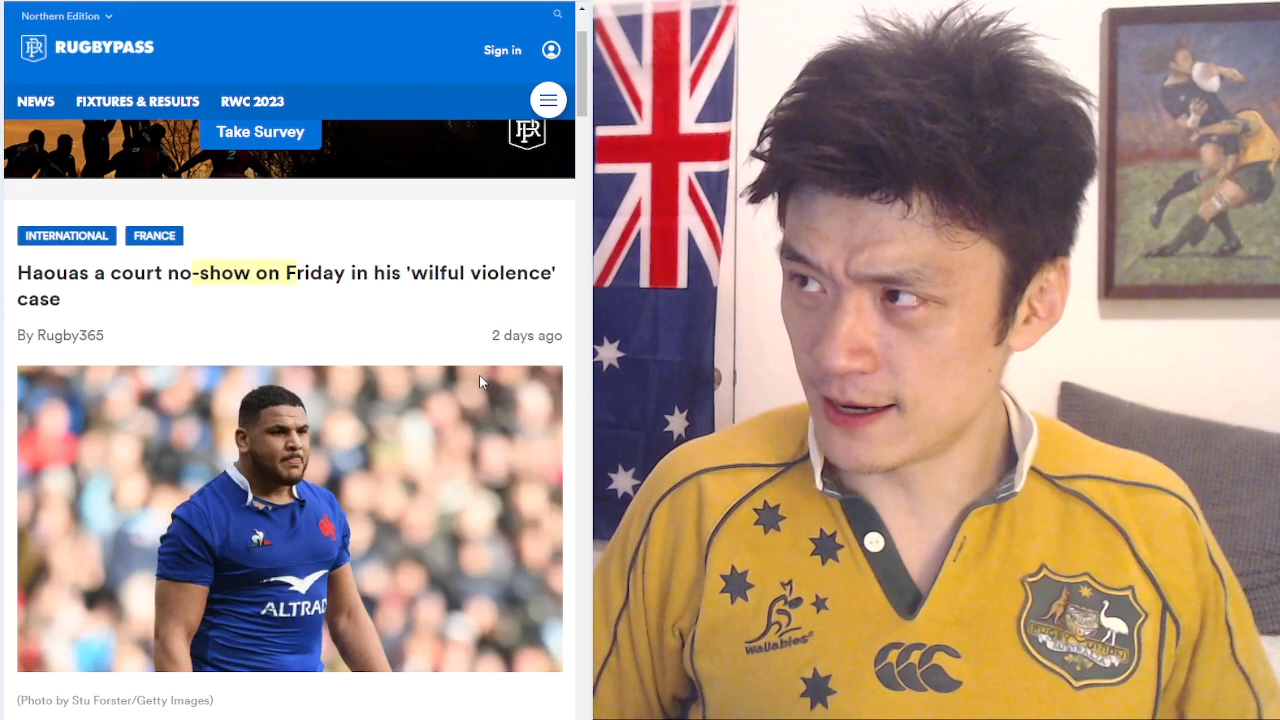 Northern Edition
RUGBYPASS
Sign in
NEWS FIXTURES & RESULTS RWC 2023
Take Survey
INTERNATIONAL FRANCE
Haouas a court no-show on Friday in his 'wilful violence'
case
By Rugby365 2 days ago
ALTRAD
(Photo by Stu Forster/Getty Images)
Wallabies
AUSTRALIA